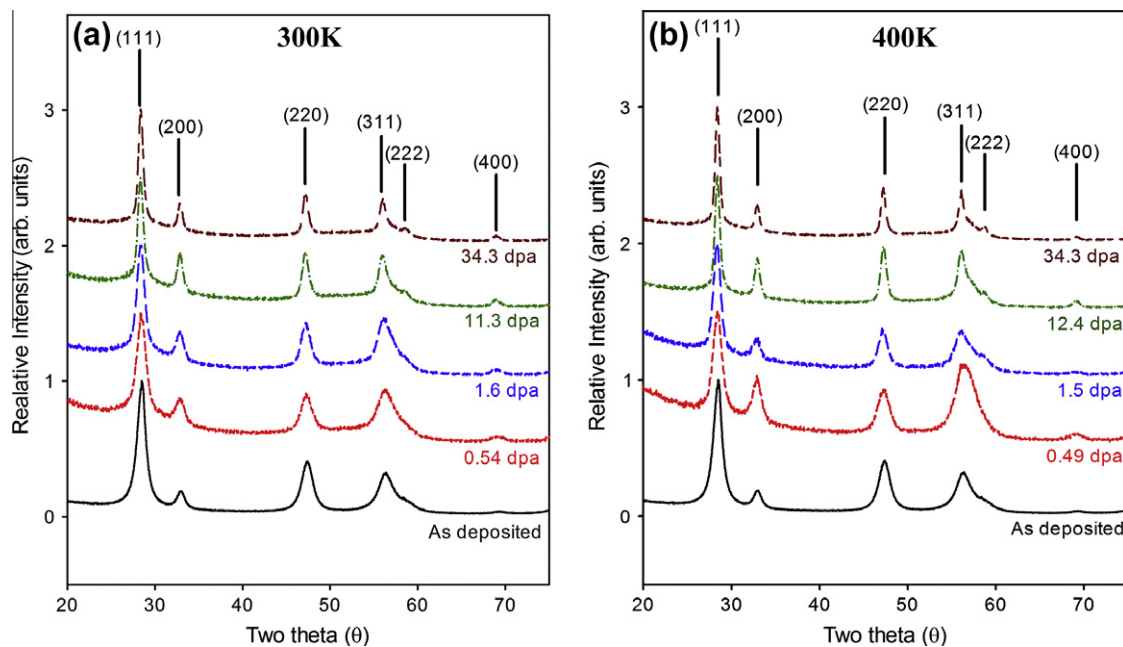 (a)
300K
(111)
(200)
(220)
(311)
(222)
(400)
34.3 dpa
11.3 dpa
1.6 dpa
0.54 dpa
As deposited
3
2
1
0
Realative Intensity (arb. units)
20 30 40 50 60 70
Two theta (θ)
(b)
400K
(111)
(200)
(220)
(311)
(222)
(400)
34.3 dpa
12.4 dpa
1.5 dpa
0.49 dpa
As deposited
3
2
1
0
Relative Intensity (arb. units)
20 30 40 50 60 70
Two theta (θ)